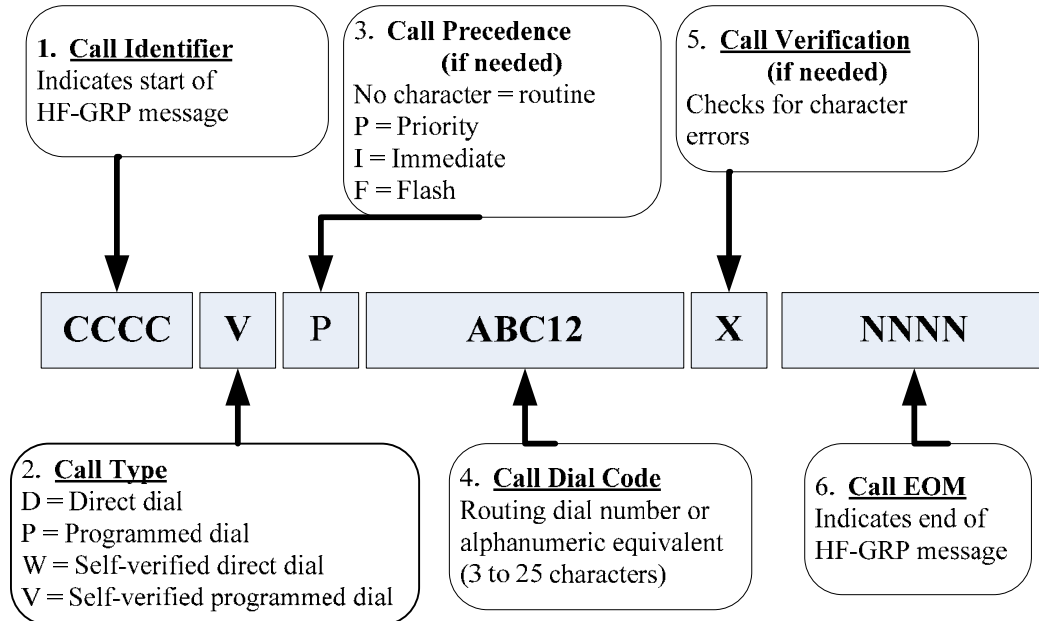 1. Call Identifier
Indicates start of
HF-GRP message
3. Call Precedence
(if needed)
No character = routine
P = Priority
I = Immediate
F = Flash
5. Call Verification
(if needed)
Checks for character
errors
CCCC V P ABC12 X NNNN
2. Call Type
D = Direct dial
P = Programmed dial
W = Self-verified direct dial
V = Self-verified programmed dial
4. Call Dial Code
Routing dial number or
alphanumeric equivalent
(3 to 25 characters)
6. Call EOM
Indicates end of
HF-GRP message